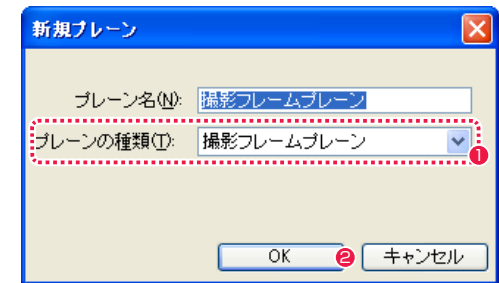 新規プレーン
プレーン名(N): 撮影フレームプレーン
プレーンの種類(T): 撮影フレームプレーン
❶
OK ❷ キャンセル